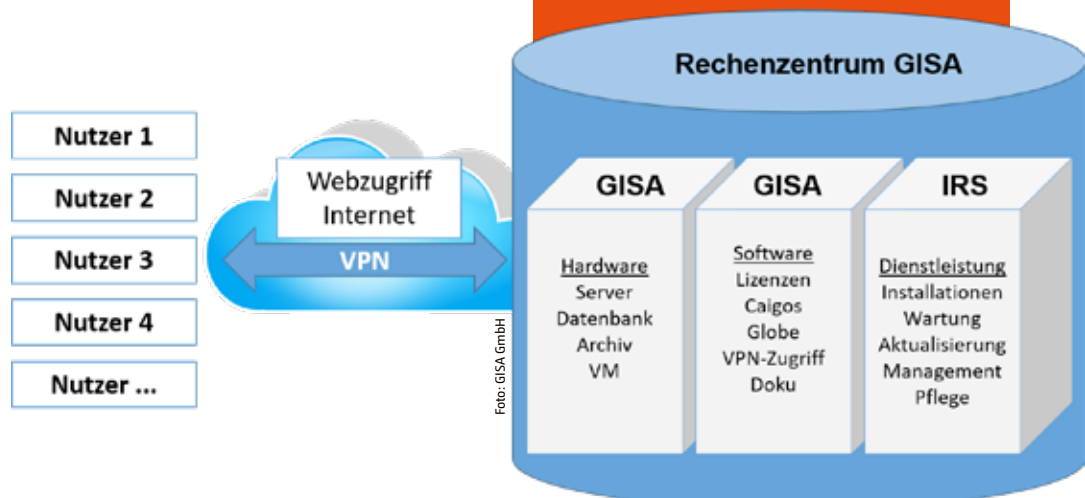 Rechenzentrum GISA
Nutzer 1
Nutzer 2
Nutzer 3
Nutzer 4
Nutzer ...
Webzugriff
Internet
VPN
Foto: GISA GmbH
GISA
Hardware
Server
Datenbank
Archiv
VM
GISA
Software
Lizenzen
Caigos
Globe
VPN-Zugriff
Doku
IRS
Dienstleistung
Installationen
Wartung
Aktualisierung
Management
Pflege